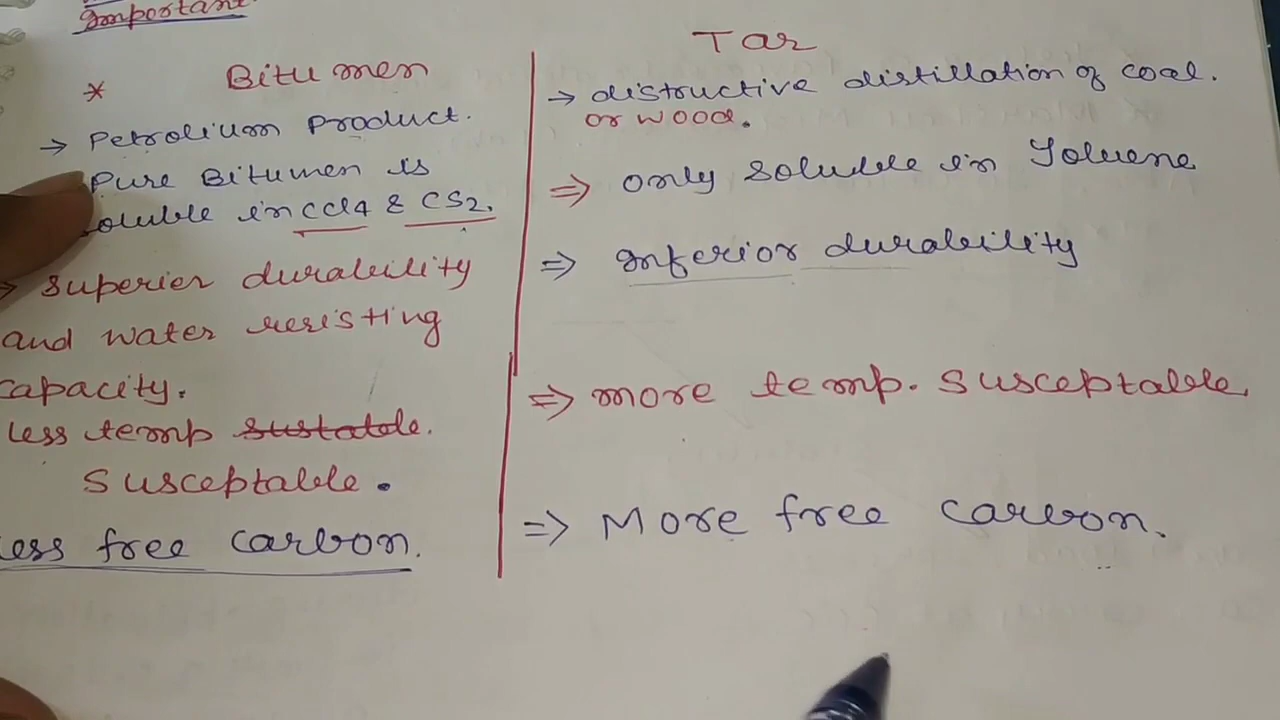 Important
* Bitumen
→ Petrolium product.
Pure Bitumen is
soluble in CCl4 & CS2.
→ superier durability
and water resisting
capacity.
less temp
susceptable.
less free carbon.
Tar
→ distructive distillation of coal.
or wood.
⇒ only soluble in Toluene
⇒ Inferior durability
⇒ more temp. susceptable
⇒ More free carbon.